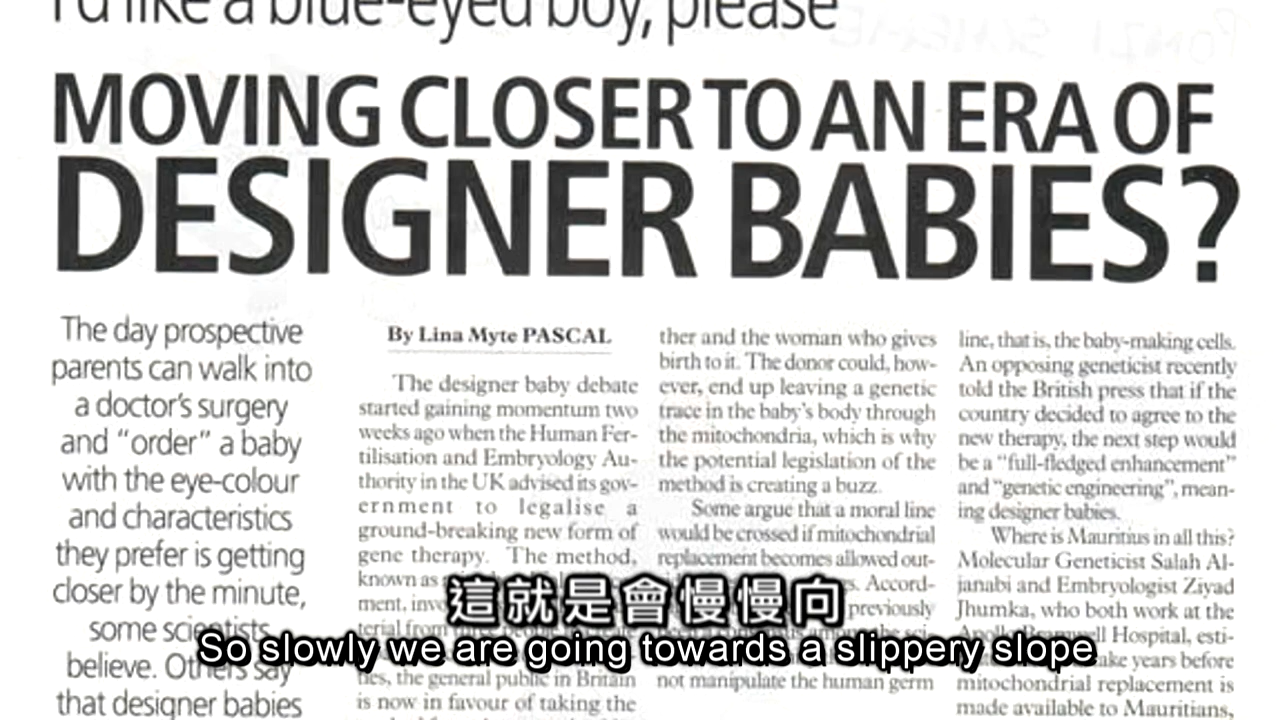 I'd like a blue-eyed boy, please
MOVING CLOSER TO AN ERA OF
DESIGNER BABIES?
The day prospective
parents can walk into
a doctor's surgery
and "order" a baby
with the eye-colour
and characteristics
they prefer is getting
closer by the minute,
some scientists
believe. Others say
that designer babies
By Lina Myte PASCAL
The designer baby debate
started gaining momentum two
weeks ago when the Human Fer-
tilisation and Embryology Au-
thority in the UK advised its gov-
ernment to legalise a
ground-breaking new form of
gene therapy. The method,
known as
ment, inv
terial from three people
ties, the general public in Britain
is now in favour of taking the
ther and the woman who gives
birth to it. The donor could, how-
ever, end up leaving a genetic
trace in the baby's body through
the mitochondria, which is why
the potential legislation of the
method is creating a buzz.
Some argue that a moral line
would be crossed if mitochondrial
replacement becomes allowed out-
s. Accord-
previously
not manipulate the human germ
line, that is, the baby-making cells.
An opposing geneticist recently
told the British press that if the
country decided to agree to the
new therapy, the next step would
be a "full-fledged enhancement"
and "genetic engineering", mean-
ing designer babies.
Where is Mauritius in all this?
Molecular Geneticist Salah Al-
janabi and Embryologist Ziyad
Jhumka, who both work at the
Apollo Bramwell Hospital, esti-
ake years before
mitochondrial replacement is
made available to Mauritians,
這就是會慢慢向
So slowly we are going towards a slippery slope